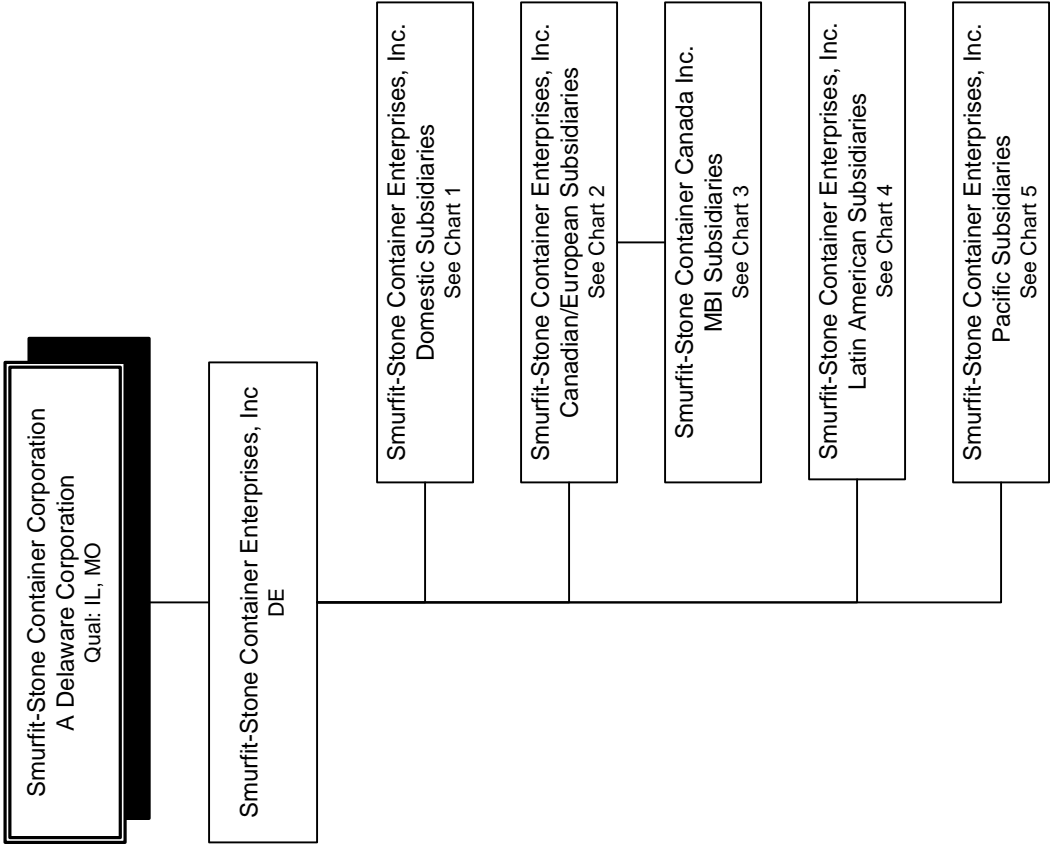 Smurfit-Stone Container Corporation
A Delaware Corporation
Qual: IL, MO
Smurfit-Stone Container Enterprises, Inc
DE
Smurfit-Stone Container Enterprises, Inc.
Domestic Subsidiaries
See Chart 1
Smurfit-Stone Container Enterprises, Inc.
Canadian/European Subsidiaries
See Chart 2
Smurfit-Stone Container Canada Inc.
MBI Subsidiaries
See Chart 3
Smurfit-Stone Container Enterprises, Inc.
Latin American Subsidiaries
See Chart 4
Smurfit-Stone Container Enterprises, Inc.
Pacific Subsidiaries
See Chart 5